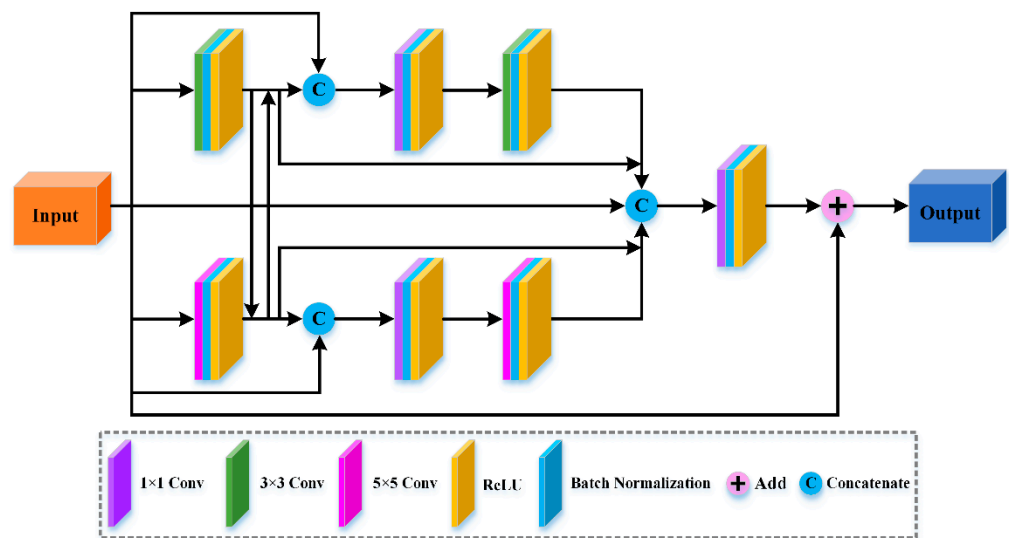 C
Input
C
+
Output
C
1×1 Conv
3×3 Conv
5×5 Conv
ReLU
Batch Normalization
+ Add
C Concatenate